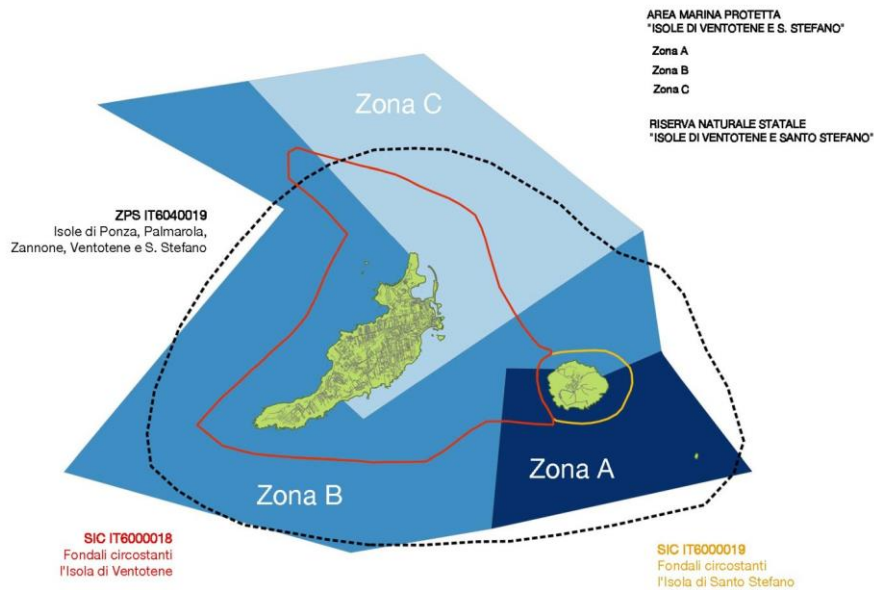 AREA MARINA PROTETTA
"ISOLE DI VENTOTENE E S. STEFANO"
Zona A
Zona B
Zona C
RISERVA NATURALE STATALE
"ISOLE DI VENTOTENE E SANTO STEFANO"
Zona C
ZPS IT6040019
Isole di Ponza, Palmarola,
Zannone, Ventotene e S. Stefano
Zona A
Zona B
SIC IT6000018
Fondali circostanti
l'Isola di Ventotene
SIC IT6000019
Fondali circostanti
l'Isola di Santo Stefano